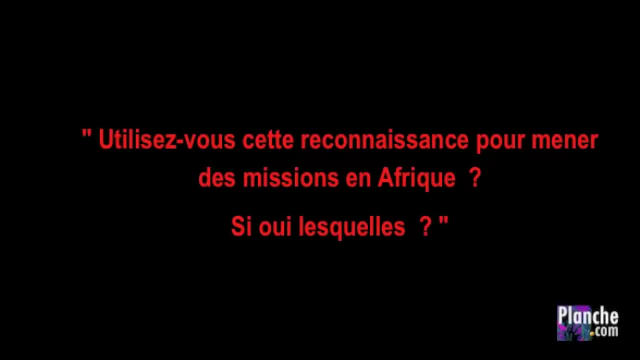 " Utilisez-vous cette reconnaissance pour mener
des missions en Afrique  ?
Si oui lesquelles  ? "
Planche
.com